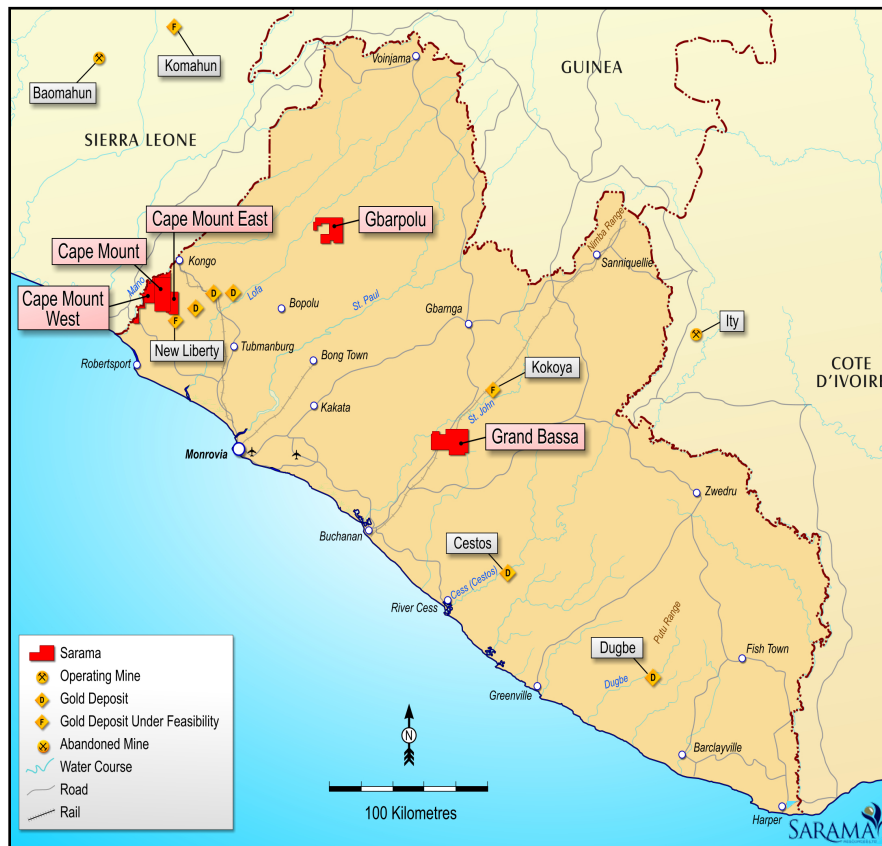 Komahun
Baomahun
Voinjama
GUINEA
SIERRA LEONE
Cape Mount East
Gbarpolu
Nimba Range
Cape Mount
Kongo
Sanniquellie
Mano
Cape Mount
West
Lofa
Bopolu
St. Paul
Gbarnga
Ity
New Liberty
Tubmanburg
Bong Town
Robertsport
Kokoya
COTE
D'IVOIRE
Kakata
St. John
Grand Bassa
Monrovia
Zwedru
Buchanan
Cestos
Cess (Cestos)
River Cess
Putu Range
Dugbe
Fish Town
Dugbe
Greenville
Barclayville
Harper
Sarama
Operating Mine
D
Gold Deposit
F
Gold Deposit Under Feasibility
Abandoned Mine
Water Course
Road
Rail
N
100 Kilometres
SARAMA